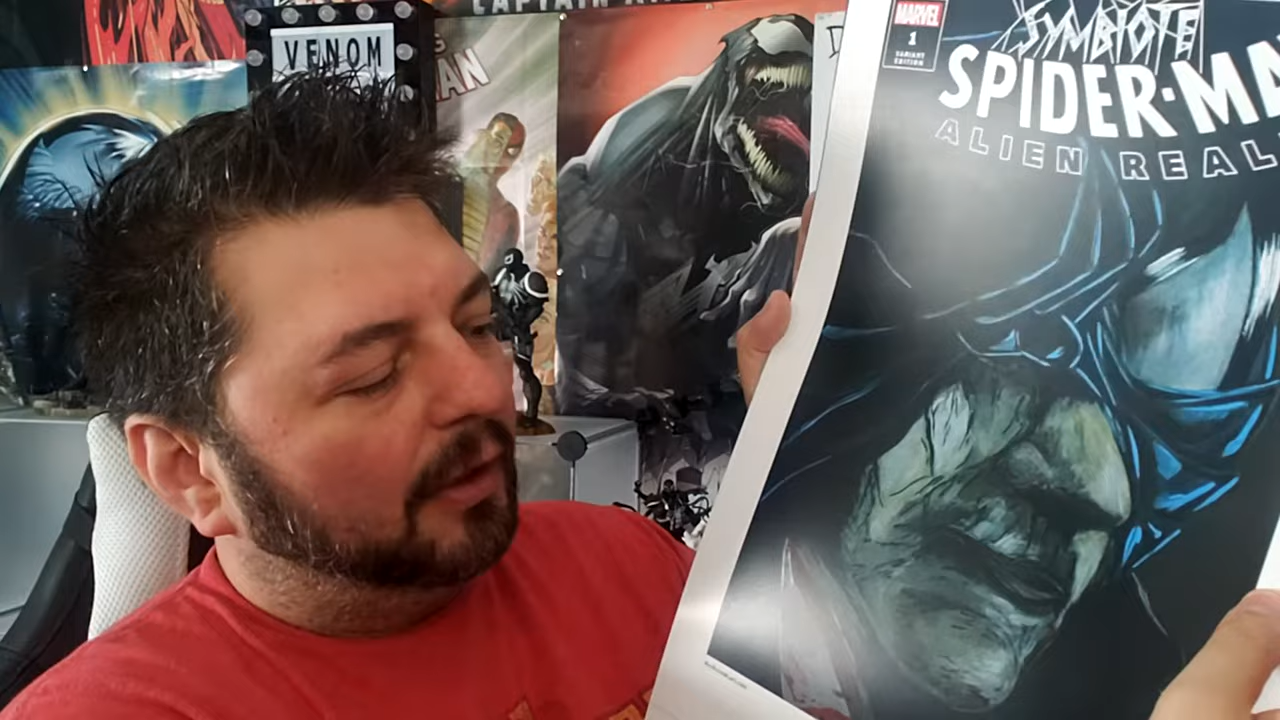 CAPTAIN
VENOM
MARVEL
1
VARIANT
EDITION
SYMBIOTE
SPIDER-MA
ALIEN REAL